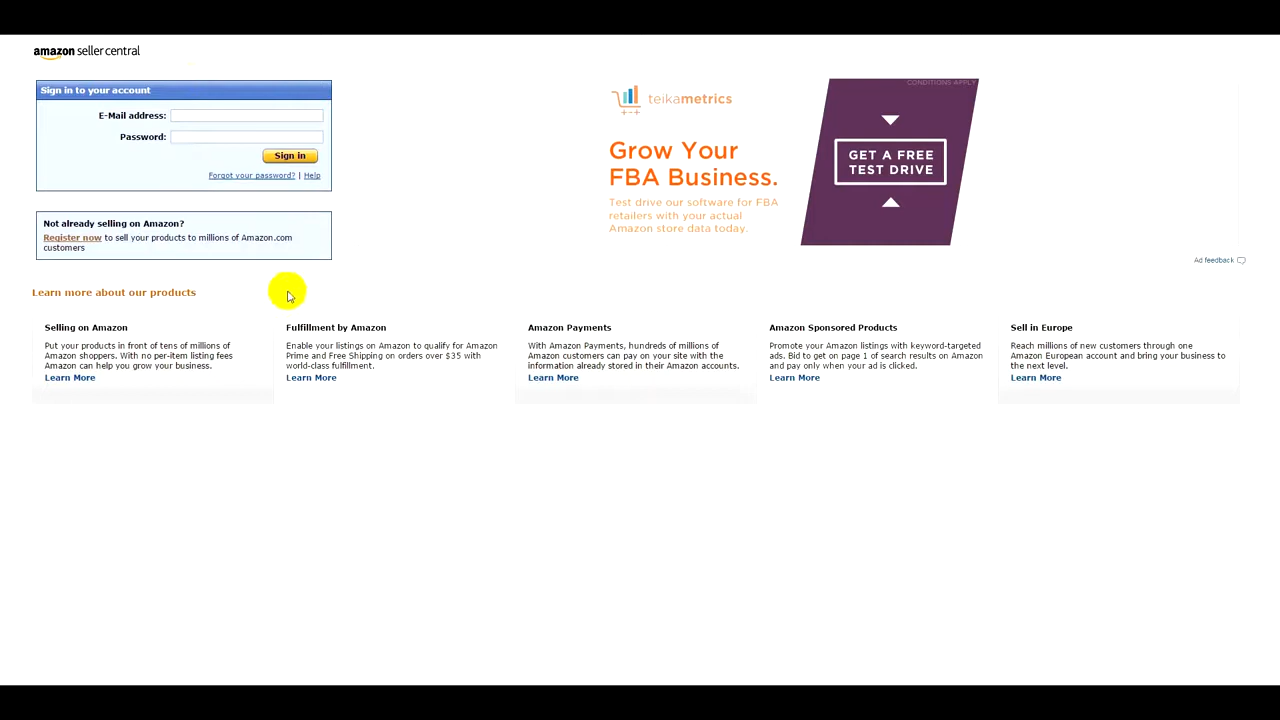 amazon seller central
Sign in to your account
E-Mail address:
Password:
Sign in
Forgot your password? | Help
Not already selling on Amazon?
Register now to sell your products to millions of Amazon.com
customers
CONDITIONS APPLY
teikametrics
Grow Your
FBA Business.
Test drive our software for FBA
retailers with your actual
Amazon store data today.
GET A FREE
TEST DRIVE
Ad feedback
Learn more about our products
Selling on Amazon
Put your products in front of tens of millions of
Amazon shoppers. With no per-item listing fees
Amazon can help you grow your business.
Learn More
Fulfillment by Amazon
Enable your listings on Amazon to qualify for Amazon
Prime and Free Shipping on orders over $35 with
world-class fulfillment.
Learn More
Amazon Payments
With Amazon Payments, hundreds of millions of
Amazon customers can pay on your site with the
information already stored in their Amazon accounts.
Learn More
Amazon Sponsored Products
Promote your Amazon listings with keyword-targeted
ads. Bid to get on page 1 of search results on Amazon
and pay only when your ad is clicked.
Learn More
Sell in Europe
Reach millions of new customers through one
Amazon European account and bring your business to
the next level.
Learn More